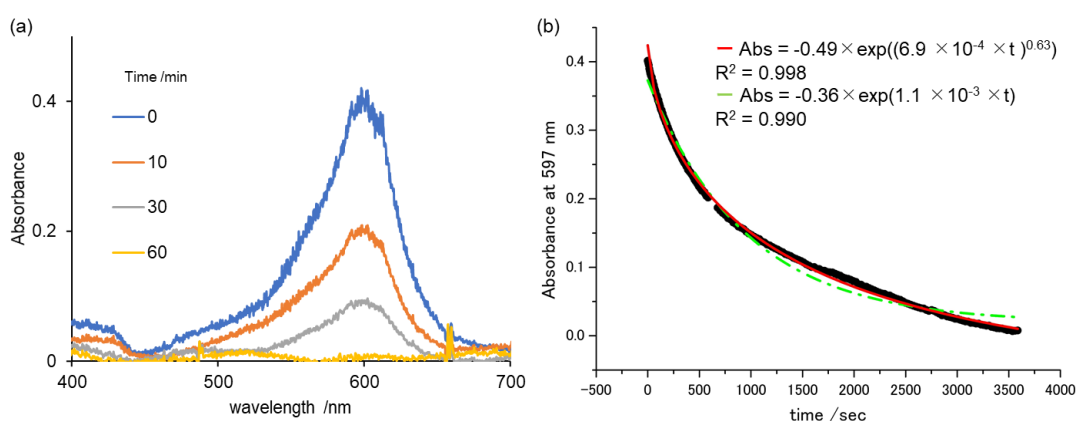 (a)
Time /min
0
10
30
60
0.4
0.2
0
400
500
600
700
Absorbance
wavelength /nm
(b)
Abs = -0.49×exp((6.9 ×10⁻⁴ ×t )⁰·⁶³)
R² = 0.998
Abs = -0.36×exp(1.1 ×10⁻³ ×t)
R² = 0.990
0.4
0.3
0.2
0.1
0.0
-500
0
500
1000
1500
2000
2500
3000
3500
4000
Absorbance at 597 nm
time /sec